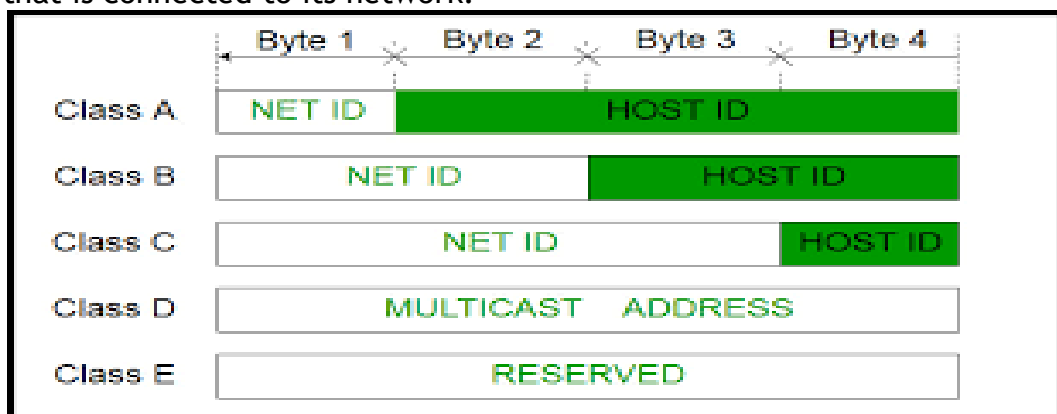 that is connected to its network.
Byte 1 Byte 2 Byte 3 Byte 4
Class A NET ID HOST ID
Class B NET ID HOST ID
Class C NET ID HOST ID
Class D MULTICAST ADDRESS
Class E RESERVED